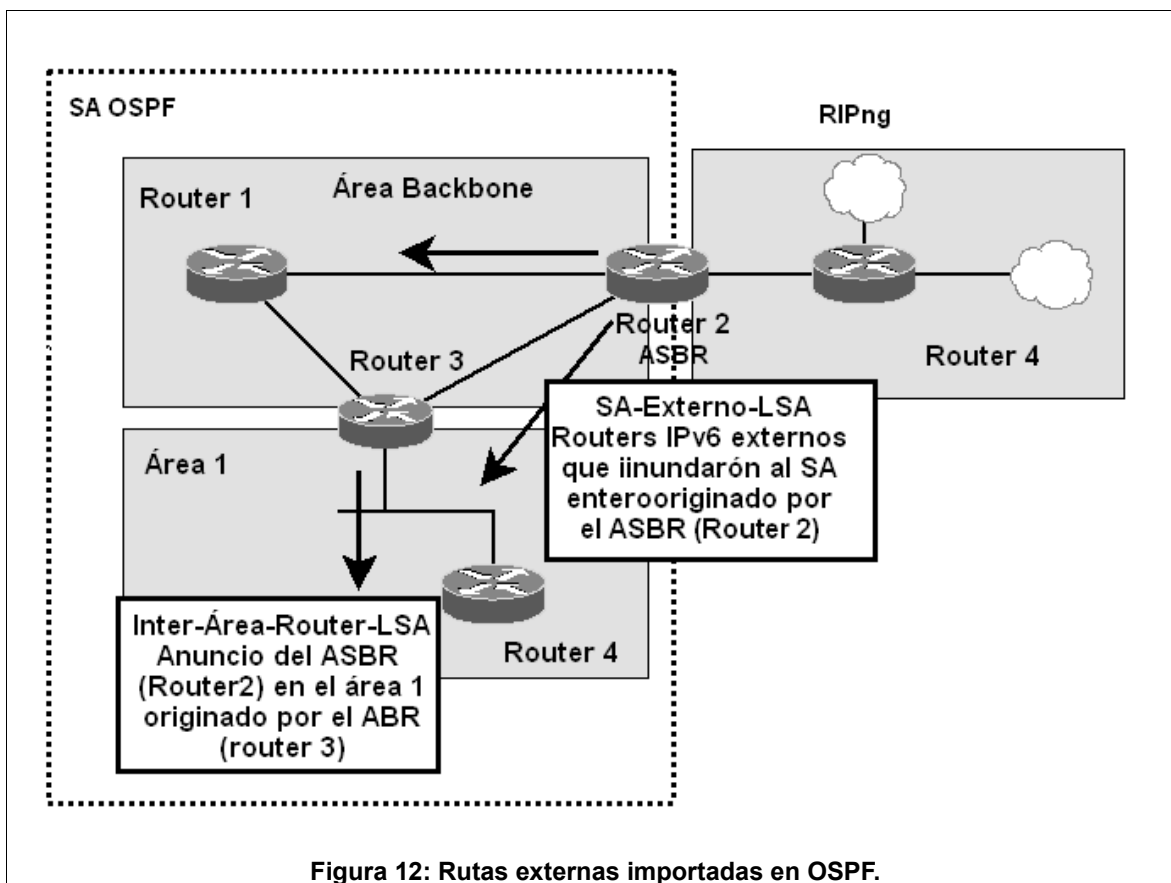 SA OSPF
RIPng
Área Backbone
Router 1
Router 2
ASBR
Router 3
Router 4
SA-Externo-LSA
Routers IPv6 externos
que iinundarón al SA
enterooriginado por
el ASBR (Router 2)
Área 1
Router 4
Inter-Área-Router-LSA
Anuncio del ASBR
(Router2) en el área 1
originado por el ABR
(router 3)
Figura 12: Rutas externas importadas en OSPF.